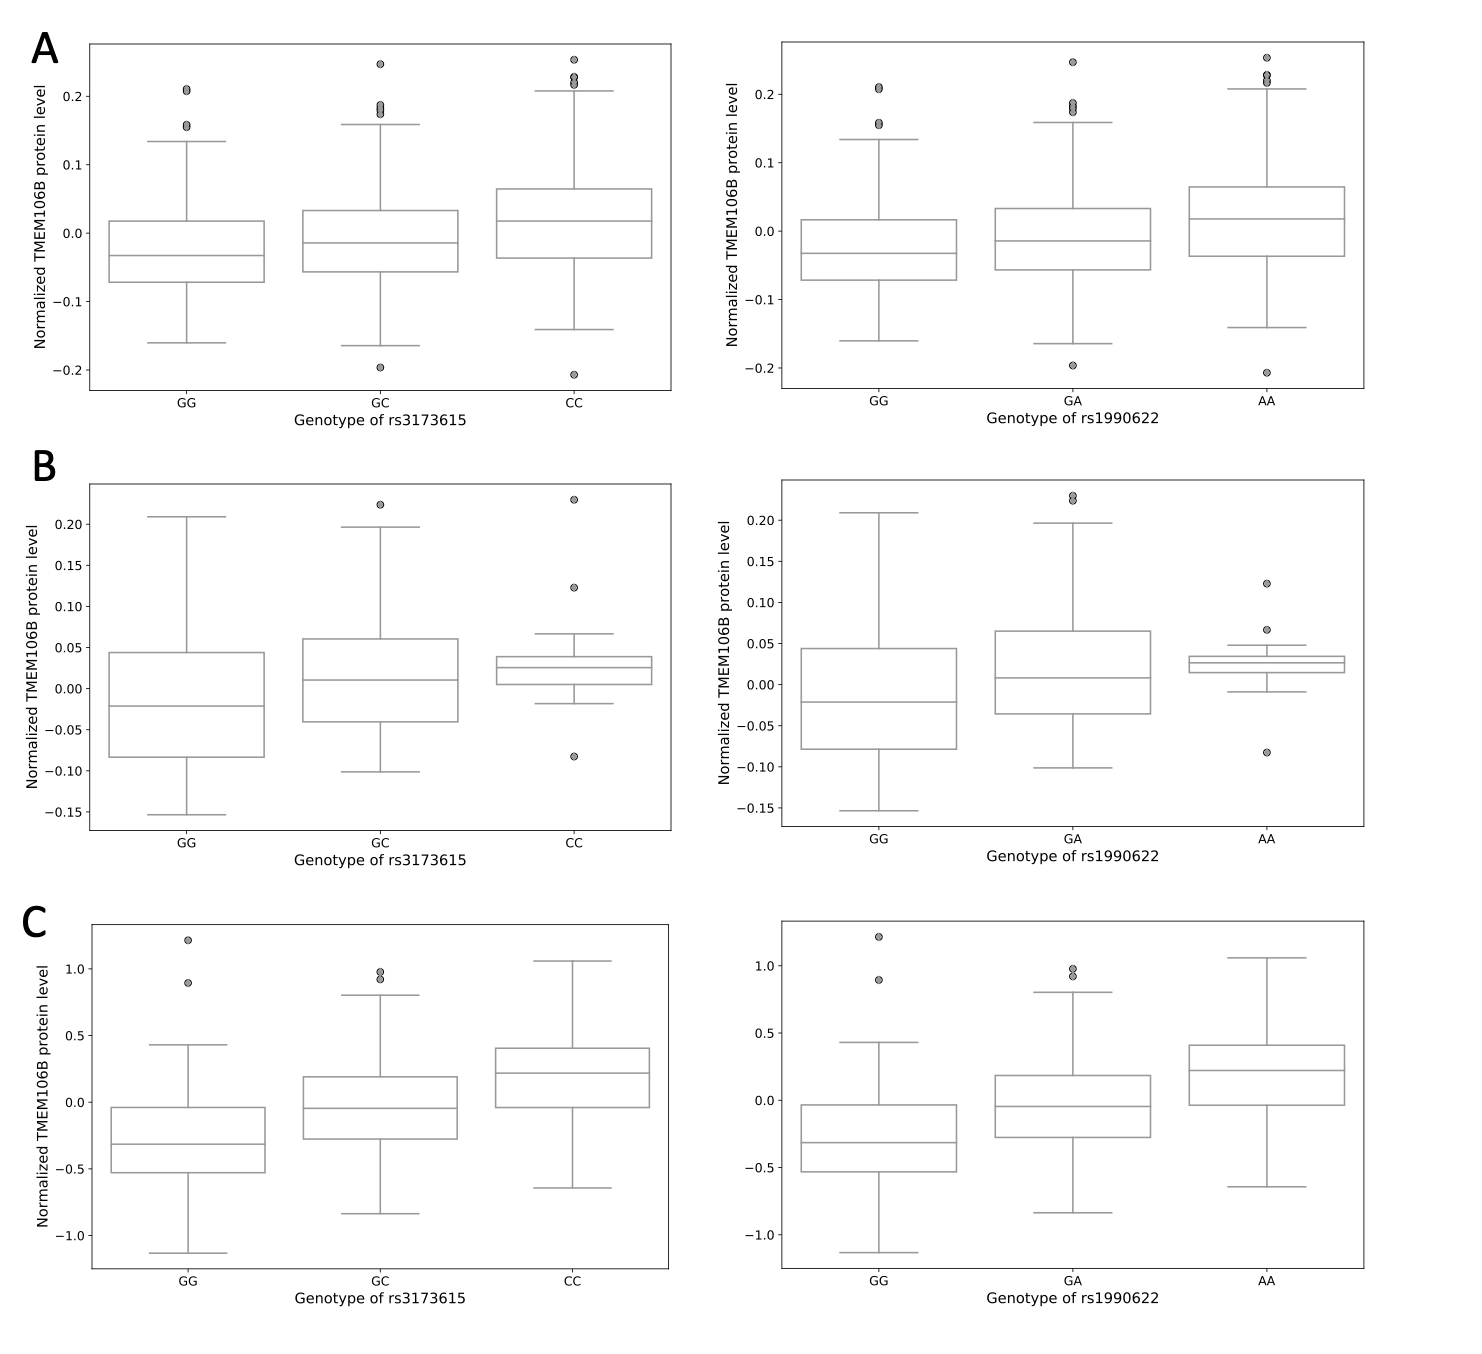 A
Normalized TMEM106B protein level
0.2
0.1
0.0
−0.1
−0.2
GG GC CC
Genotype of rs3173615
Normalized TMEM106B protein level
0.2
0.1
0.0
−0.1
−0.2
GG GA AA
Genotype of rs1990622
B
Normalized TMEM106B protein level
0.20
0.15
0.10
0.05
0.00
−0.05
−0.10
−0.15
GG GC CC
Genotype of rs3173615
Normalized TMEM106B protein level
0.20
0.15
0.10
0.05
0.00
−0.05
−0.10
−0.15
GG GA AA
Genotype of rs1990622
C
Normalized TMEM106B protein level
1.0
0.5
0.0
−0.5
−1.0
GG GC CC
Genotype of rs3173615
Normalized TMEM106B protein level
1.0
0.5
0.0
−0.5
−1.0
GG GA AA
Genotype of rs1990622